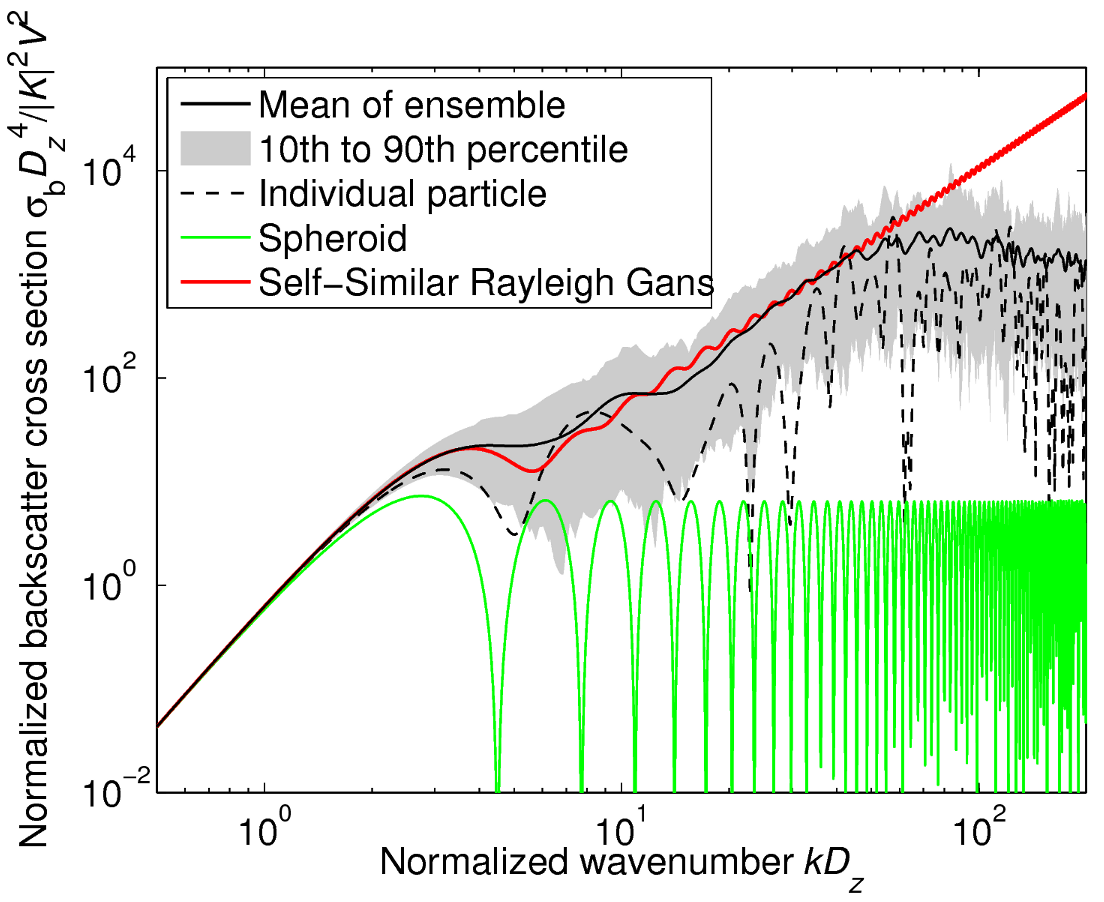 Normalized backscatter cross section σ_b D_z^4/|K|^2V^2
Mean of ensemble
10th to 90th percentile
Individual particle
Spheroid
Self−Similar Rayleigh Gans
10^4
10^2
10^0
10^−2
10^0 10^1 10^2
Normalized wavenumber kD_z